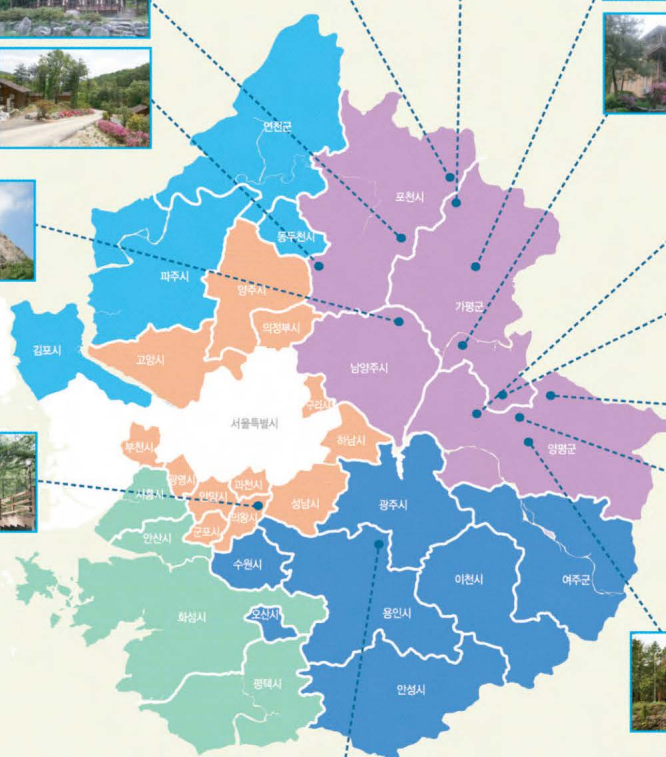 연천군
포천시
동두천시
파주시
양주시
가평군
의정부시
김포시
고양시
남양주시
구리시
서울특별시
하남시
양평군
부천시
광명시
과천시
시흥시
안양시
성남시
광주시
군포시
의왕시
안산시
수원시
이천시
여주군
화성시
오산시
용인시
평택시
안성시